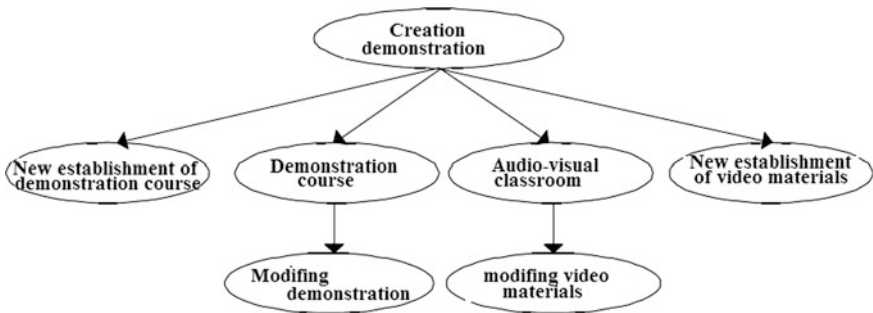 Creation
demonstration
New establishment of
demonstration course
Demonstration
course
Audio-visual
classroom
New establishment
of video materials
Modifing
demonstration
modifing video
materials